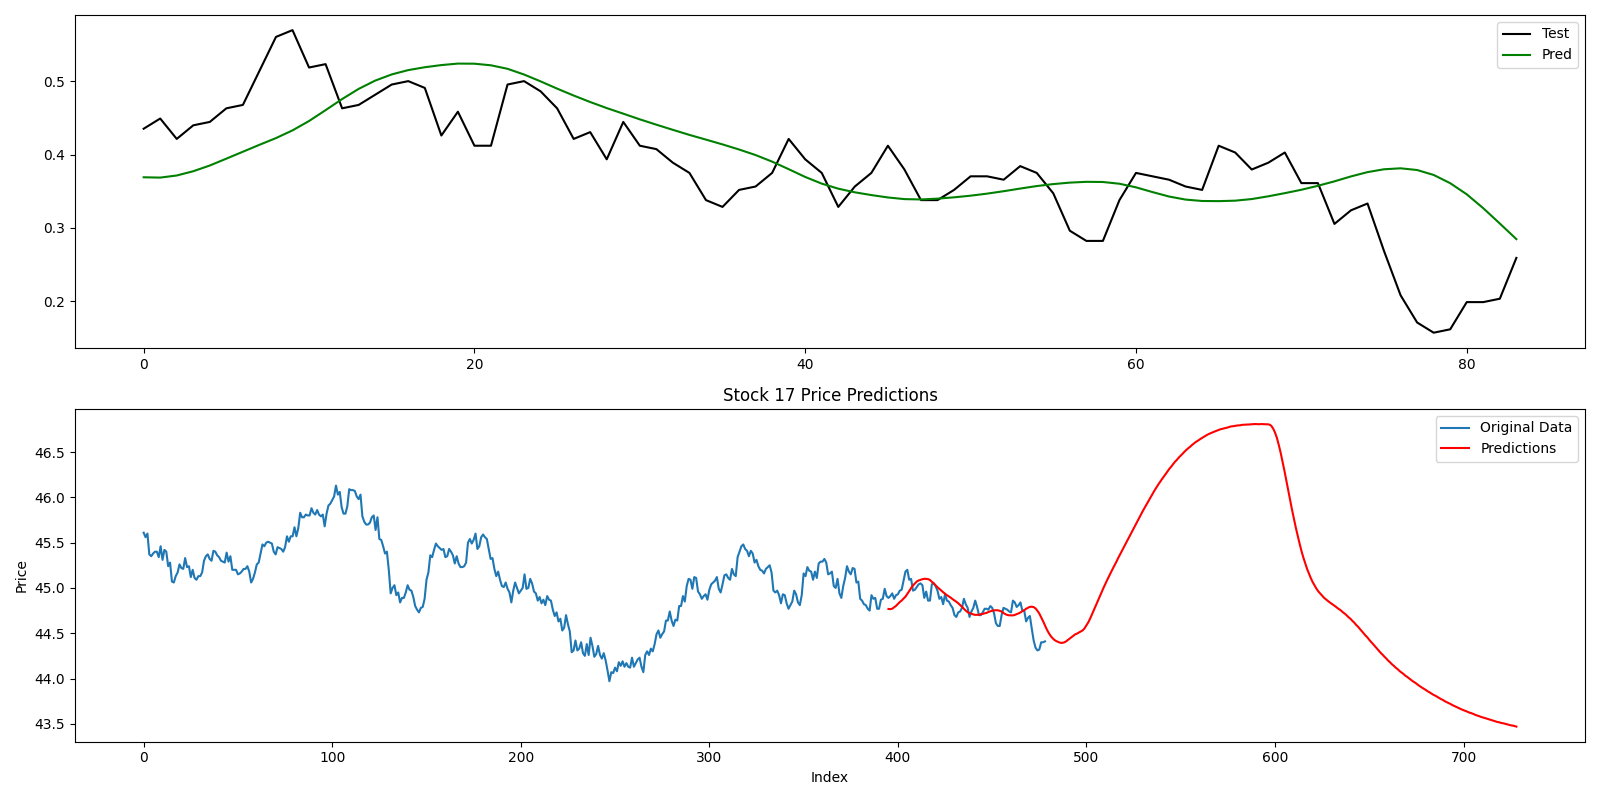 Test
Pred
0.5
0.4
0.3
0.2
0 20 40 60 80
Stock 17 Price Predictions
Original Data
Predictions
46.5
46.0
45.5
45.0
44.5
44.0
43.5
Price
0 100 200 300 400 500 600 700
Index